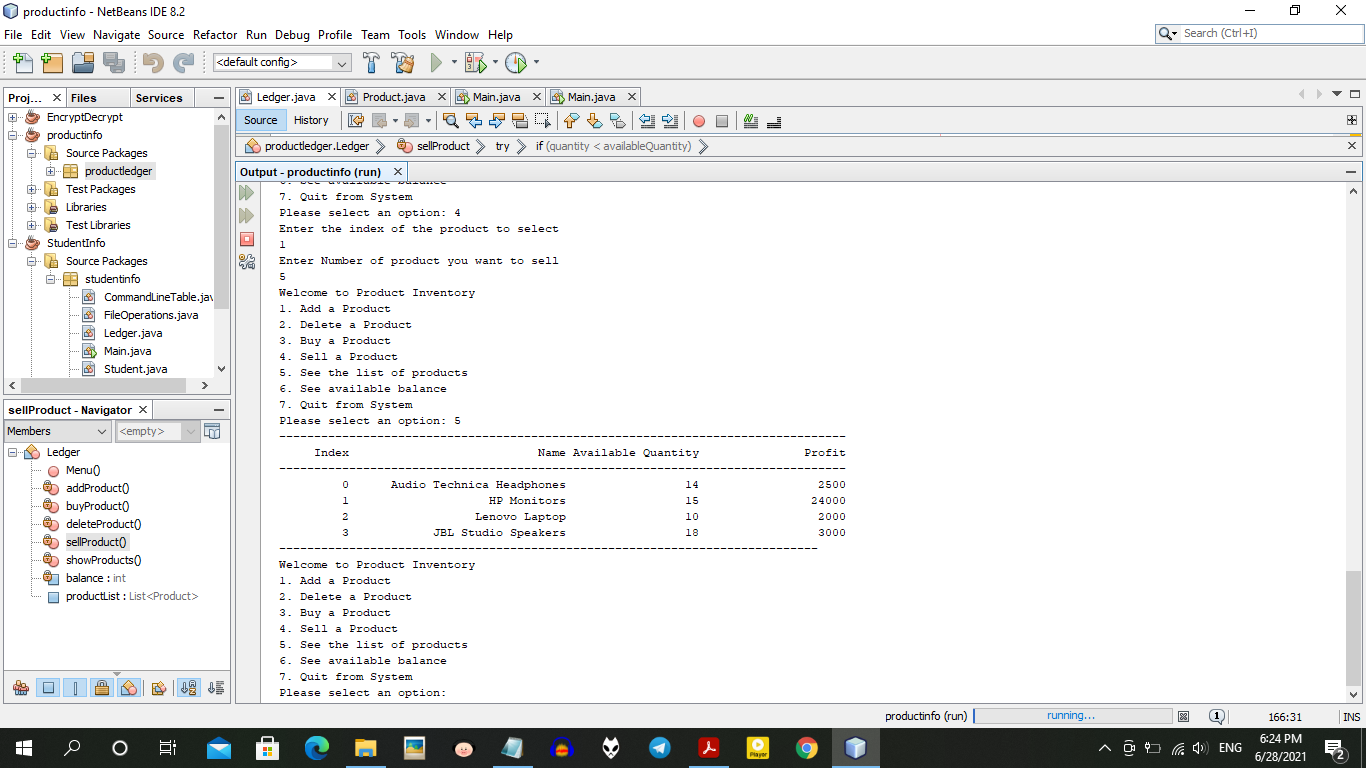 productinfo - NetBeans IDE 8.2
File Edit View Navigate Source Refactor Run Debug Profile Team Tools Window Help
Search (Ctrl+I)
<default config>
Proj... Files Services
EncryptDecrypt
productinfo
Source Packages
productledger
Test Packages
Libraries
Test Libraries
StudentInfo
Source Packages
studentinfo
CommandLineTable.jav
FileOperations.java
Ledger.java
Main.java
Student.java
sellProduct - Navigator
Members <empty>
Ledger
Menu()
addProduct()
buyProduct()
deleteProduct()
sellProduct()
showProducts()
balance : int
productList : List<Product>
Ledger.java Product.java Main.java Main.java
Source History
productledger.Ledger sellProduct try if (quantity < availableQuantity)
Output - productinfo (run)
6. See available balance
7. Quit from System
Please select an option: 4
Enter the index of the product to select
1
Enter Number of product you want to sell
5
Welcome to Product Inventory
1. Add a Product
2. Delete a Product
3. Buy a Product
4. Sell a Product
5. See the list of products
6. See available balance
7. Quit from System
Please select an option: 5
Index Name Available Quantity Profit
0 Audio Technica Headphones 14 2500
1 HP Monitors 15 24000
2 Lenovo Laptop 10 2000
3 JBL Studio Speakers 18 3000
Welcome to Product Inventory
1. Add a Product
2. Delete a Product
3. Buy a Product
4. Sell a Product
5. See the list of products
6. See available balance
7. Quit from System
Please select an option:
productinfo (run) running... 1 166:31 INS
Player
ENG
6:24 PM
6/28/2021
2